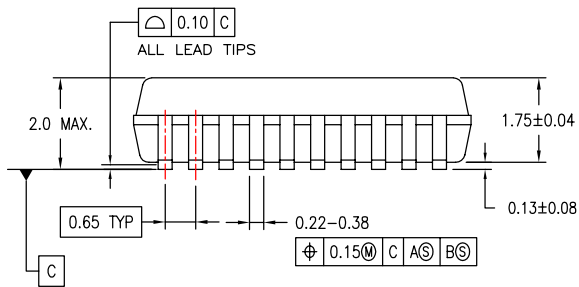 ⌓ 0.10 C
ALL LEAD TIPS
2.0 MAX.
1.75±0.04
0.65 TYP
0.22-0.38
0.13±0.08
⌖ 0.15Ⓜ C AⓈ BⓈ
C